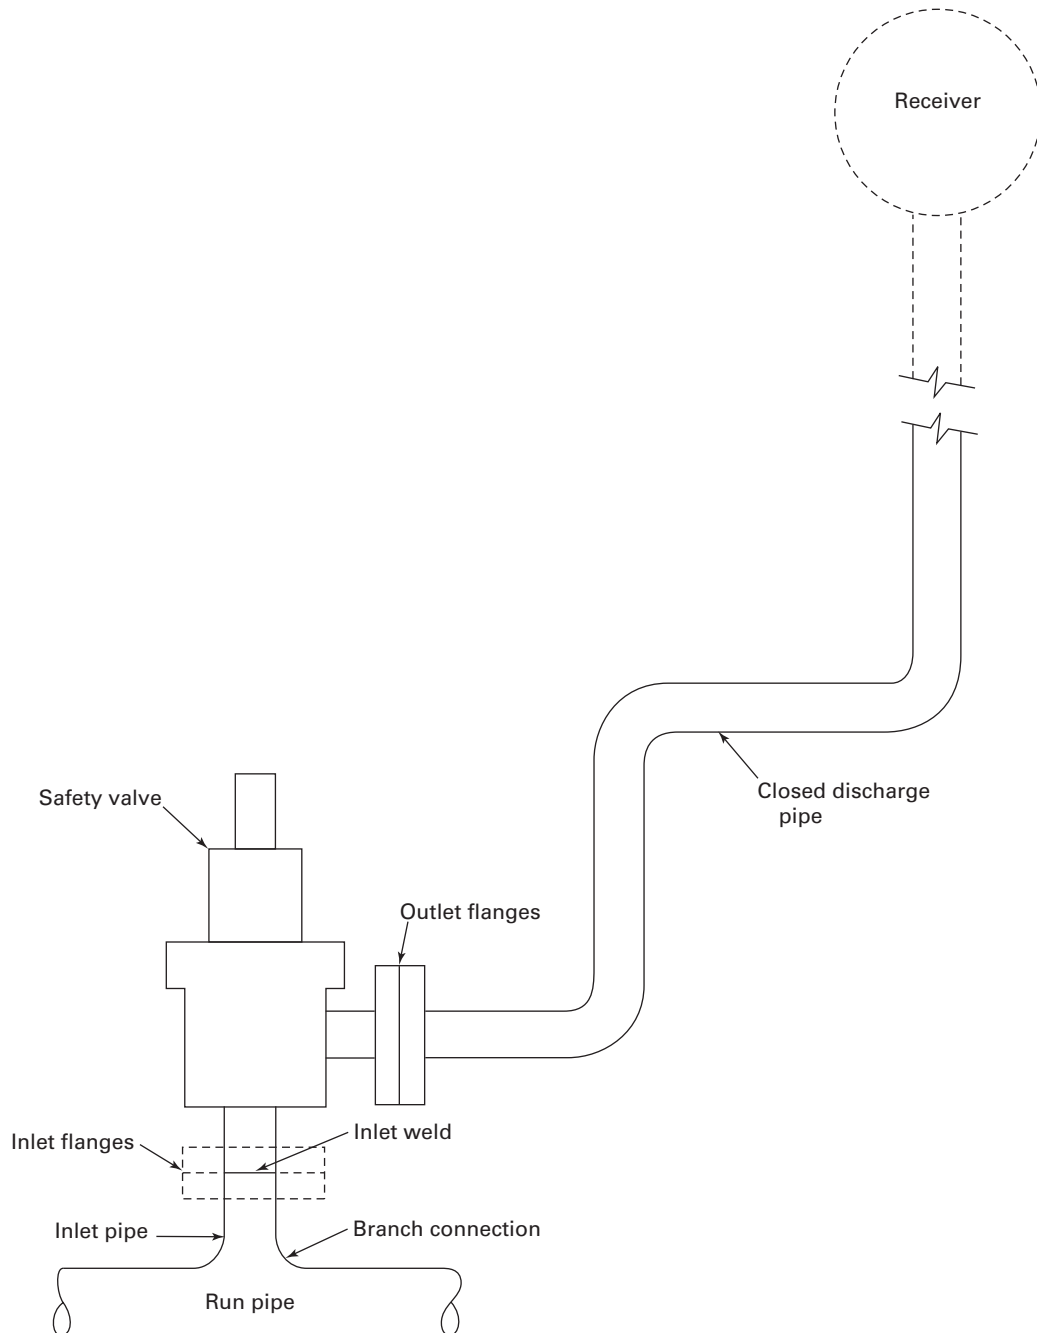 Receiver
Safety valve
Closed discharge
pipe
Outlet flanges
Inlet flanges
Inlet weld
Inlet pipe
Branch connection
Run pipe